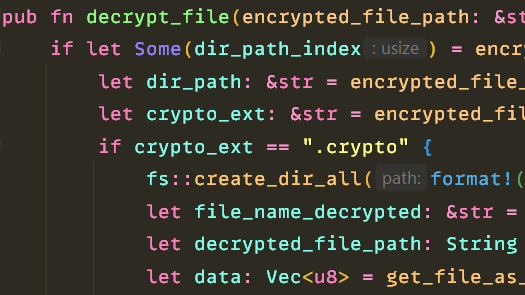 pub fn decrypt_file(encrypted_file_path: &st
if let Some(dir_path_index: usize) = encry
let dir_path: &str = encrypted_file_
let crypto_ext: &str = encrypted_fil
if crypto_ext == ".crypto" {
fs::create_dir_all(path: format!(
let file_name_decrypted: &str =
let decrypted_file_path: String
let data: Vec<u8> = get_file_as_